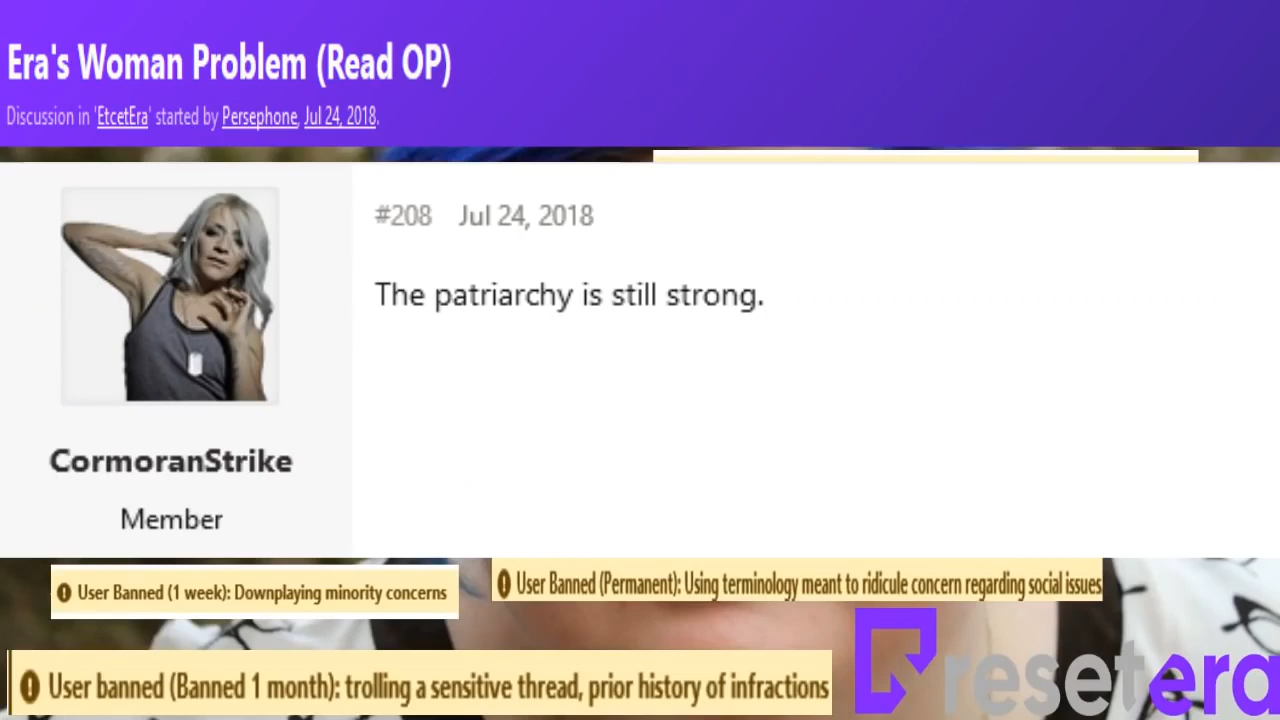 Era's Woman Problem (Read OP)
Discussion in 'EtcetEra' started by Persephone, Jul 24, 2018.
#208 Jul 24, 2018
The patriarchy is still strong.
CormoranStrike
Member
User Banned (1 week): Downplaying minority concerns
User Banned (Permanent): Using terminology meant to ridicule concern regarding social issues
User banned (Banned 1 month): trolling a sensitive thread, prior history of infractions
resetera